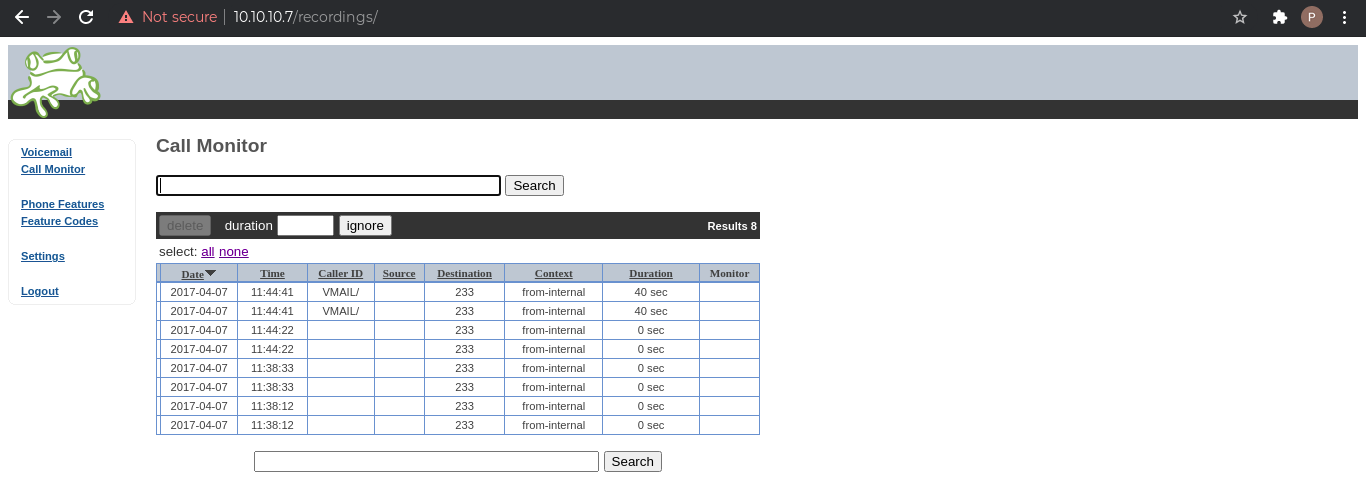 Not secure 10.10.10.7/recordings/ P
Call Monitor
Voicemail
Call Monitor
Phone Features
Feature Codes
Settings
Logout
Search
delete duration ignore Results 8
select: all none
Date Time Caller ID Source Destination Context Duration Monitor
2017-04-07 11:44:41 VMAIL/ 233 from-internal 40 sec
2017-04-07 11:44:41 VMAIL/ 233 from-internal 40 sec
2017-04-07 11:44:22 233 from-internal 0 sec
2017-04-07 11:44:22 233 from-internal 0 sec
2017-04-07 11:38:33 233 from-internal 0 sec
2017-04-07 11:38:33 233 from-internal 0 sec
2017-04-07 11:38:12 233 from-internal 0 sec
2017-04-07 11:38:12 233 from-internal 0 sec
Search